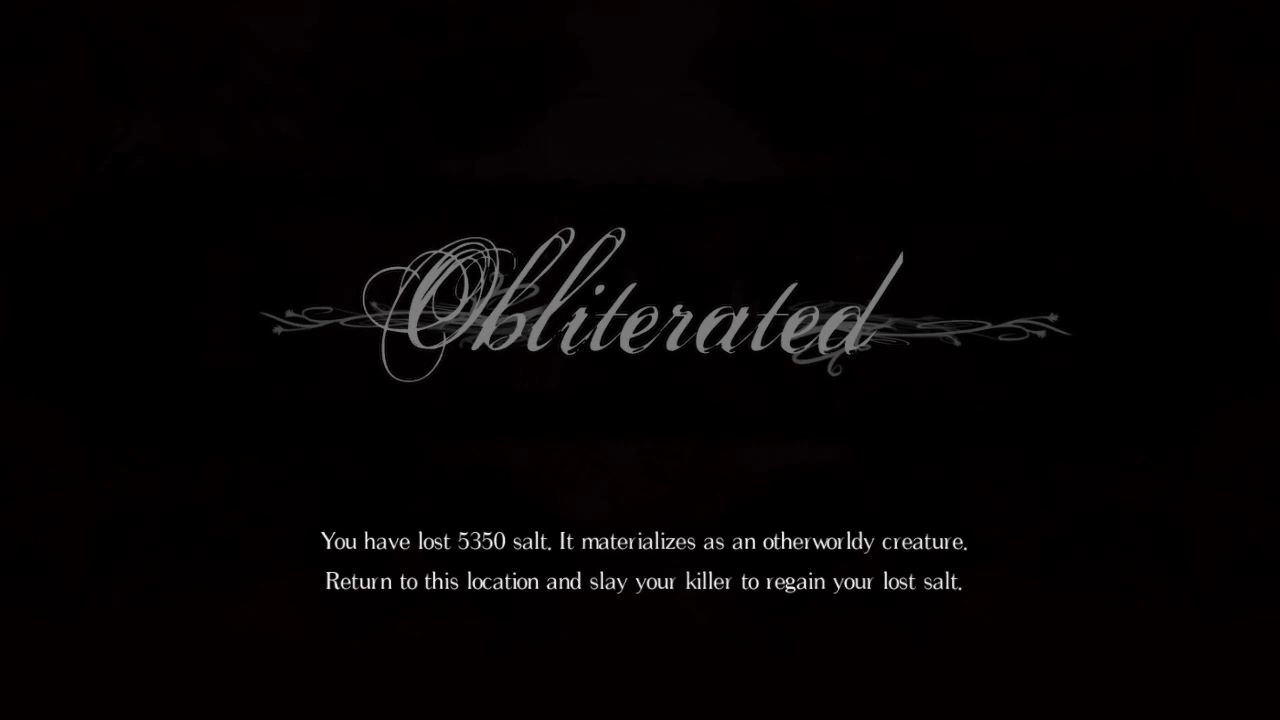 Obliterated
You have lost 5350 salt. It materializes as an otherworldly creature.
Return to this location and slay your killer to regain your lost salt.